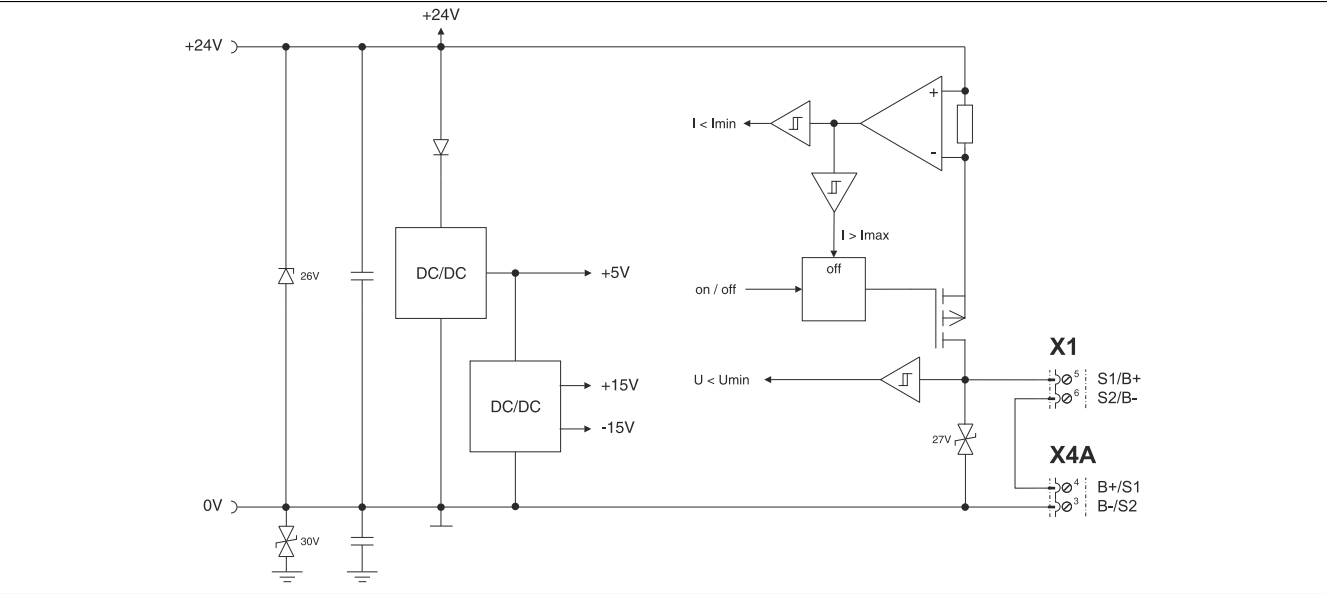 +24V
+24V
+
I < Imin
-
I > Imax
26V
DC/DC
+5V
off
on / off
X1
5 S1/B+
6 S2/B-
U < Umin
+15V
DC/DC
-15V
27V
X4A
4 B+/S1
3 B-/S2
0V
30V